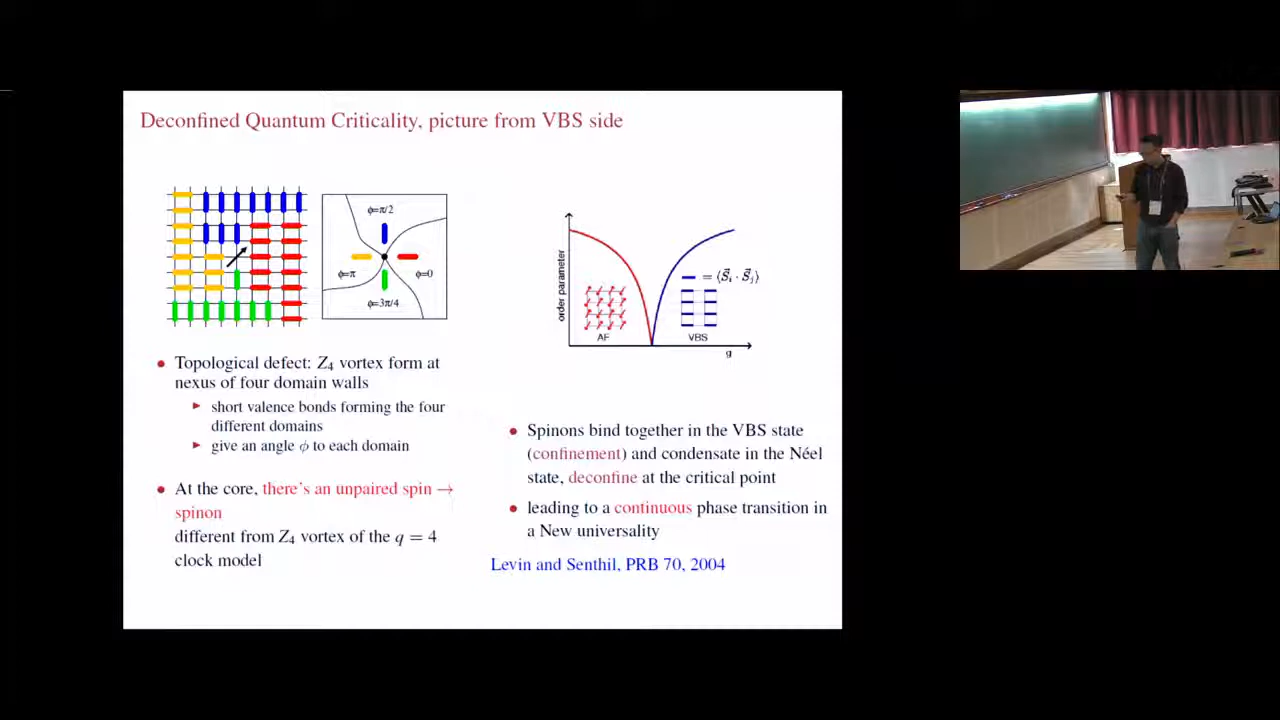 Deconfined Quantum Criticality, picture from VBS side
ϕ=π/2
ϕ=π
ϕ=0
ϕ=3π/4
• Topological defect: Z₄ vortex form at
nexus of four domain walls
▶ short valence bonds forming the four
different domains
▶ give an angle ϕ to each domain
• At the core, there's an unpaired spin →
spinon
different from Z₄ vortex of the q = 4
clock model
order parameter
= ⟨S⃗ᵢ · S⃗ⱼ⟩
AF
VBS
g
• Spinons bind together in the VBS state
(confinement) and condensate in the Néel
state, deconfine at the critical point
• leading to a continuous phase transition in
a New universality
Levin and Senthil, PRB 70, 2004